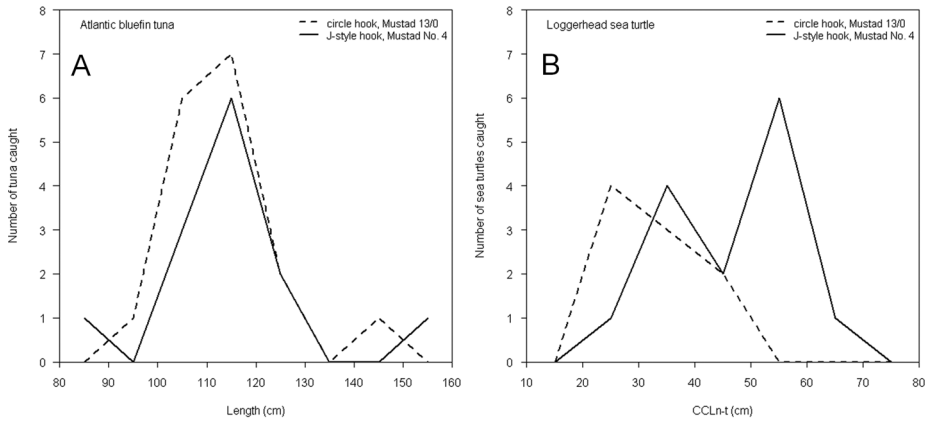 Atlantic bluefin tuna
circle hook, Mustad 13/0
J-style hook, Mustad No. 4
A
Number of tuna caught
8
7
6
5
4
3
2
1
0
80 90 100 110 120 130 140 150 160
Length (cm)
Loggerhead sea turtle
circle hook, Mustad 13/0
J-style hook, Mustad No. 4
B
Number of sea turtles caught
8
7
6
5
4
3
2
1
0
10 20 30 40 50 60 70 80
CCLn-t (cm)